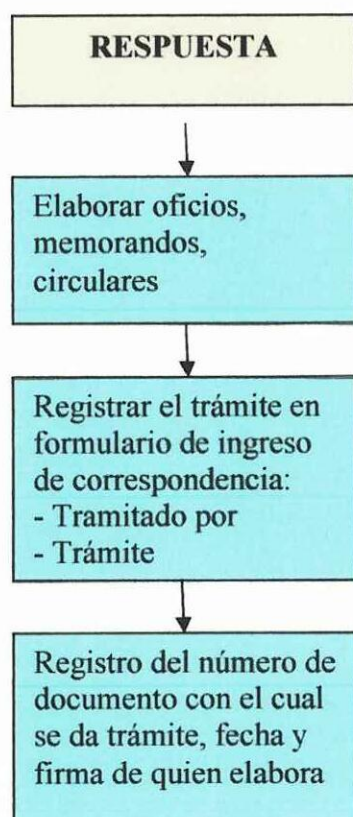 RESPUESTA
Elaborar oficios,
memorandos,
circulares
Registrar el trámite en
formulario de ingreso
de correspondencia:
- Tramitado por
- Trámite
Registro del número de
documento con el cual
se da trámite, fecha y
firma de quien elabora